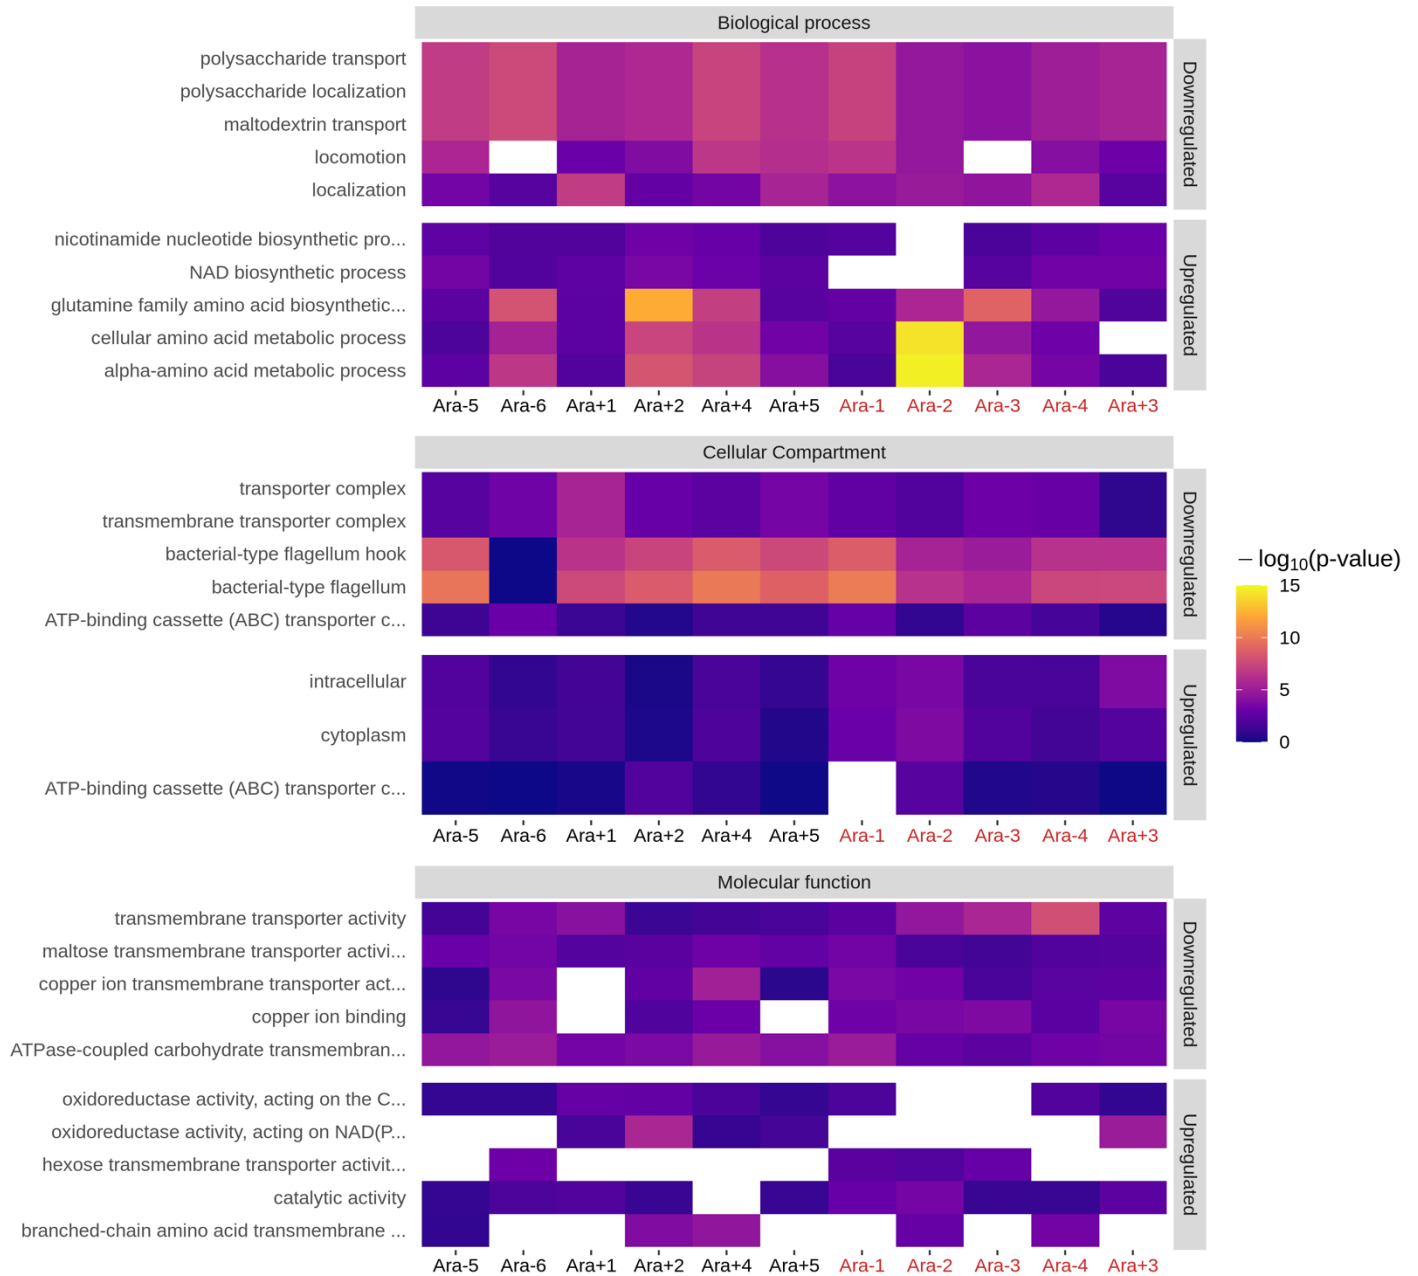 Biological process
polysaccharide transport
polysaccharide localization
maltodextrin transport
locomotion
localization
Downregulated
nicotinamide nucleotide biosynthetic pro...
NAD biosynthetic process
glutamine family amino acid biosynthetic...
cellular amino acid metabolic process
alpha-amino acid metabolic process
Upregulated
Ara-5 Ara-6 Ara+1 Ara+2 Ara+4 Ara+5 Ara-1 Ara-2 Ara-3 Ara-4 Ara+3
Cellular Compartment
transporter complex
transmembrane transporter complex
bacterial-type flagellum hook
bacterial-type flagellum
ATP-binding cassette (ABC) transporter c...
Downregulated
intracellular
cytoplasm
ATP-binding cassette (ABC) transporter c...
Upregulated
Ara-5 Ara-6 Ara+1 Ara+2 Ara+4 Ara+5 Ara-1 Ara-2 Ara-3 Ara-4 Ara+3
− log₁₀(p-value)
15
10
5
0
Molecular function
transmembrane transporter activity
maltose transmembrane transporter activi...
copper ion transmembrane transporter act...
copper ion binding
ATPase-coupled carbohydrate transmembran...
Downregulated
oxidoreductase activity, acting on the C...
oxidoreductase activity, acting on NAD(P...
hexose transmembrane transporter activit...
catalytic activity
branched-chain amino acid transmembrane ...
Upregulated
Ara-5 Ara-6 Ara+1 Ara+2 Ara+4 Ara+5 Ara-1 Ara-2 Ara-3 Ara-4 Ara+3